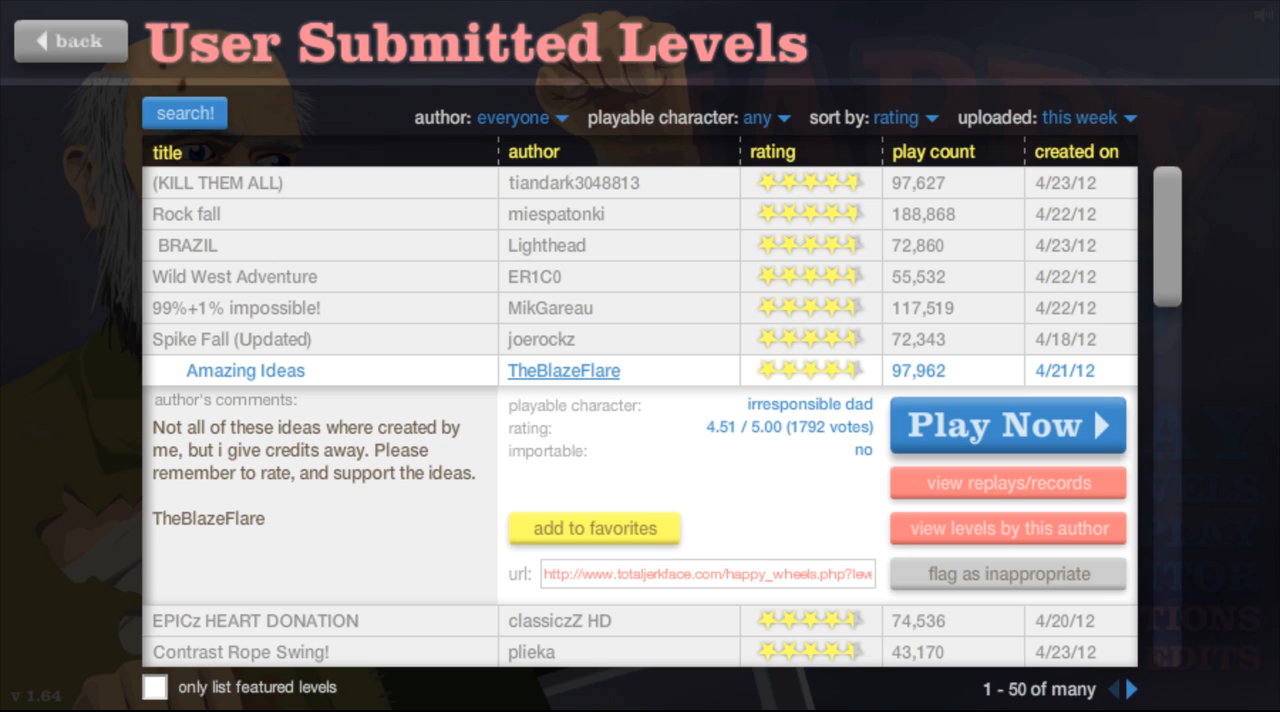 back
User Submitted Levels
search!
author: everyone playable character: any sort by: rating uploaded: this week
title author rating play count created on
(KILL THEM ALL) tiandark3048813 97,627 4/23/12
Rock fall miespatonki 188,868 4/22/12
BRAZIL Lighthead 72,860 4/23/12
Wild West Adventure ER1C0 55,532 4/22/12
99%+1% impossible! MikGareau 117,519 4/22/12
Spike Fall (Updated) joerockz 72,343 4/18/12
Amazing Ideas TheBlazeFlare 97,962 4/21/12
author's comments:
Not all of these ideas where created by
me, but i give credits away. Please
remember to rate, and support the ideas.
TheBlazeFlare
playable character: irresponsible dad
rating: 4.51 / 5.00 (1792 votes)
importable: no
add to favorites
url: http://www.totaljerkface.com/happy_wheels.php?leve
Play Now
view replays/records
view levels by this author
flag as inappropriate
EPICz HEART DONATION classiczZ HD 74,536 4/20/12
Contrast Rope Swing! plieka 43,170 4/23/12
only list featured levels
1 - 50 of many
v 1.64